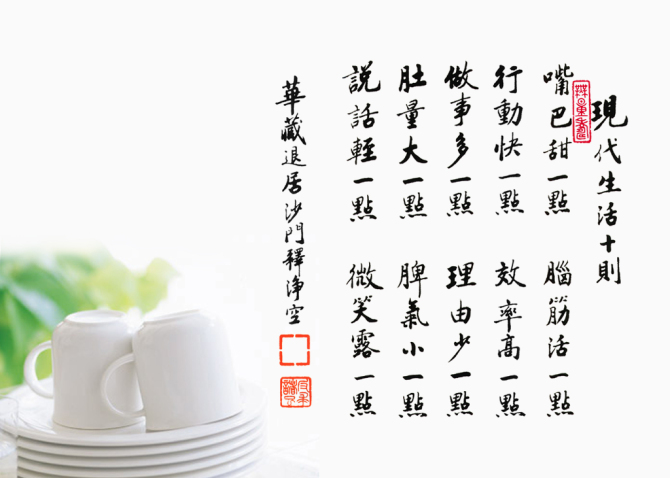 現代生活十則
嘴巴甜一點 腦筋活一點
行動快一點 效率高一點
做事多一點 理由少一點
肚量大一點 脾氣小一點
説話輕一點 微笑露一點
華藏退居沙門釋淨空